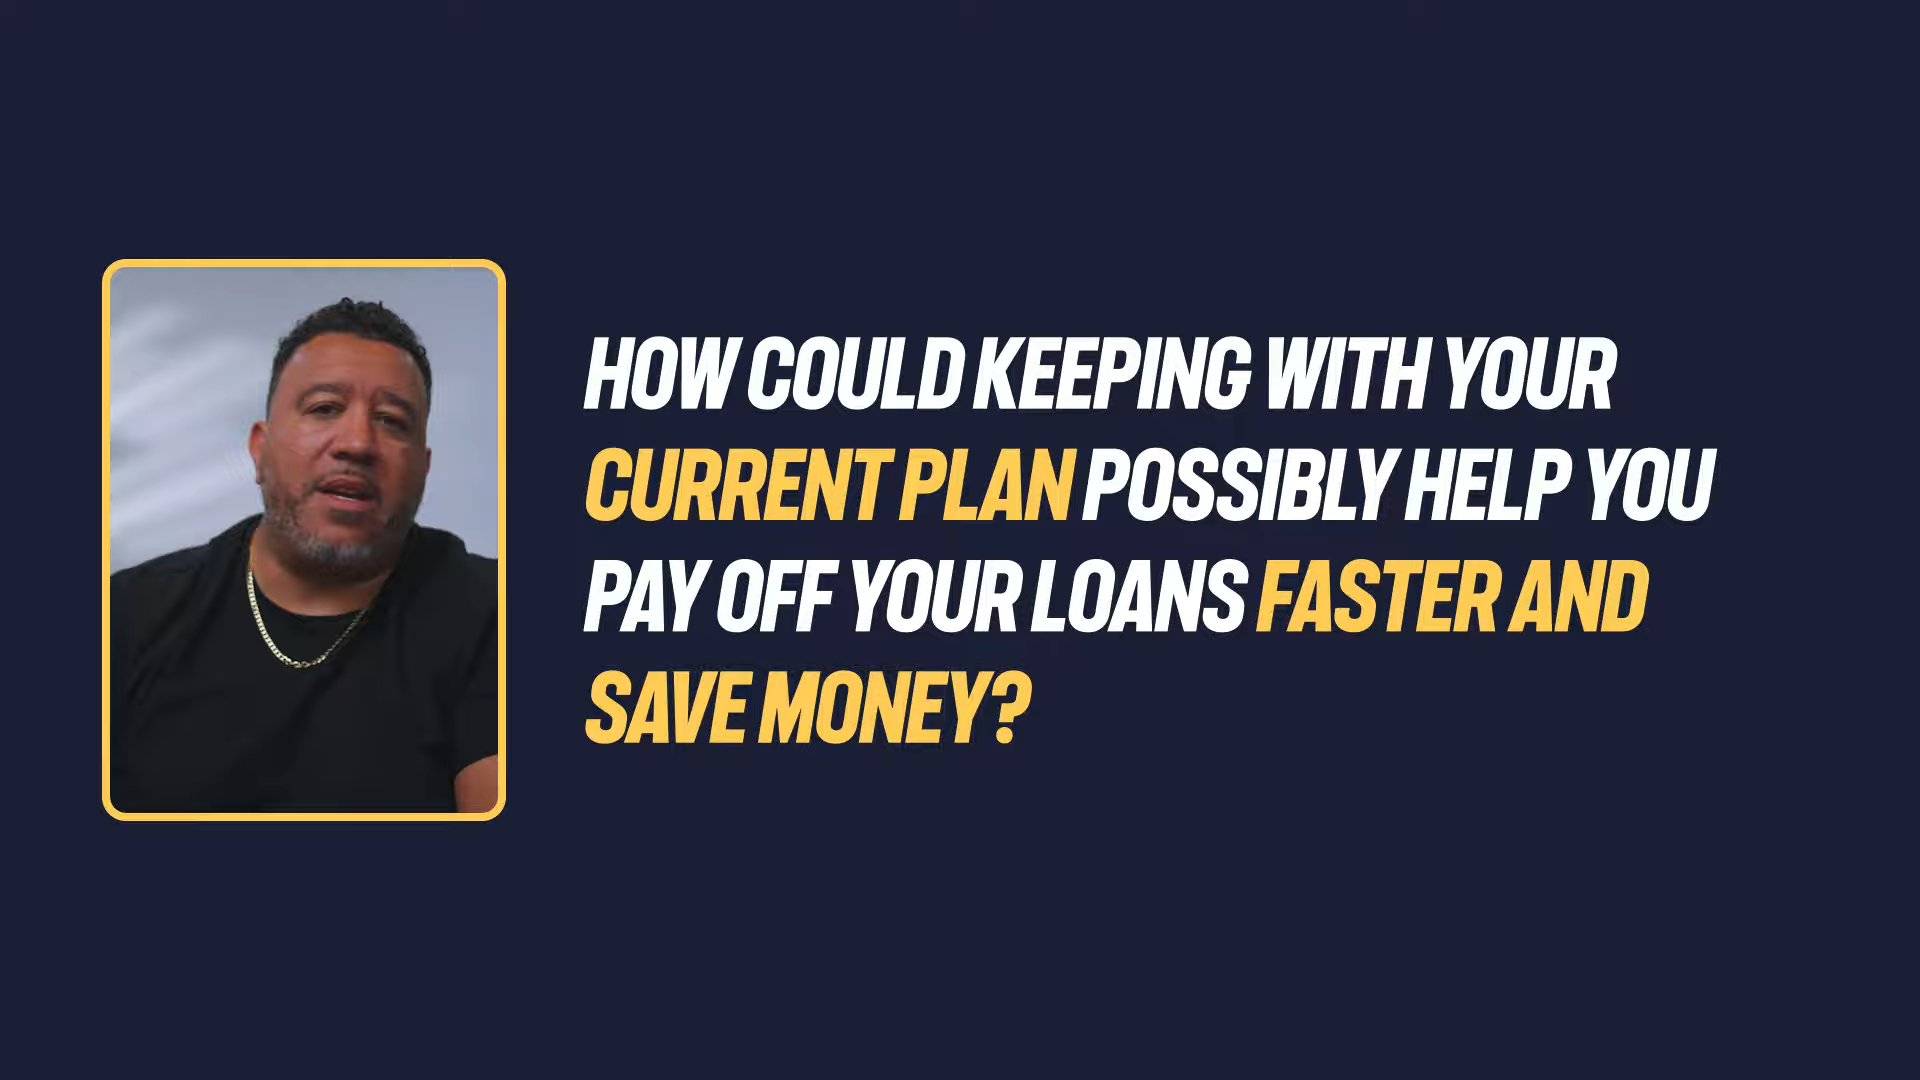 HOW COULD KEEPING WITH YOUR
CURRENT PLAN POSSIBLY HELP YOU
PAY OFF YOUR LOANS FASTER AND
SAVE MONEY?